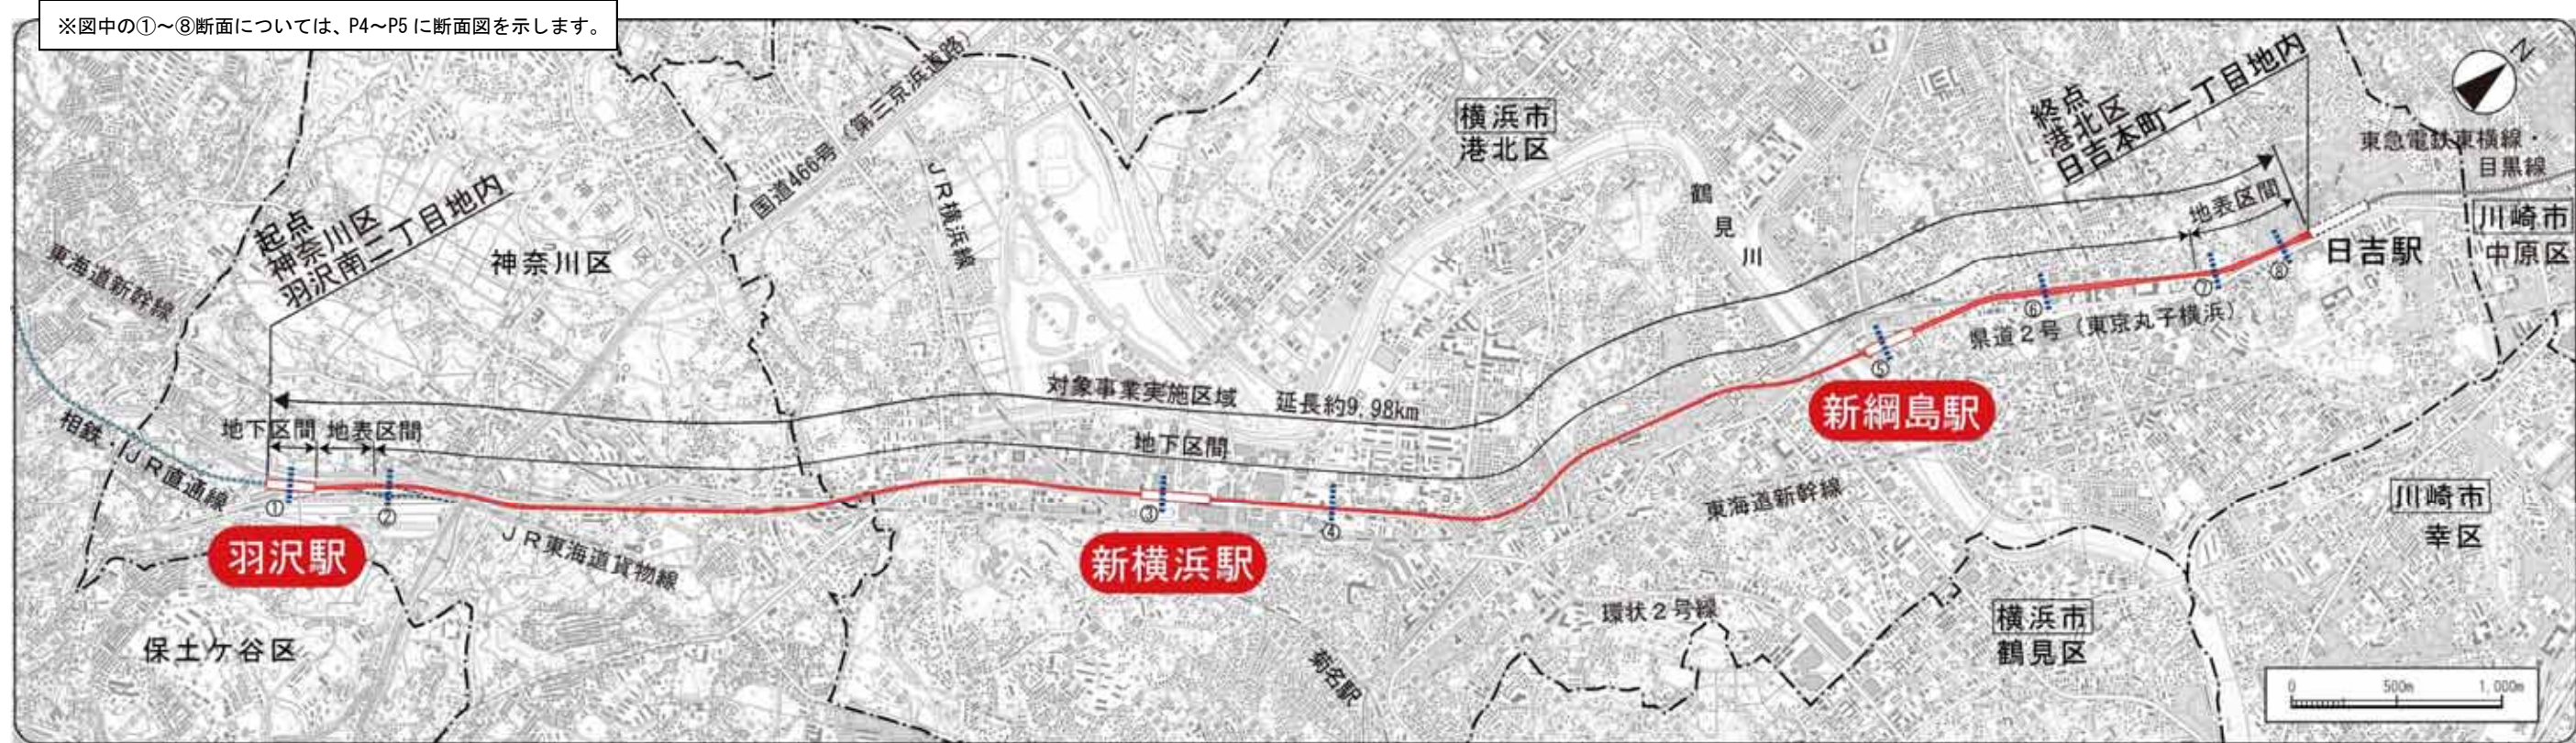 ※図中の①～⑧断面については、P4～P5に断面図を示します。
起点
神奈川区
羽沢南二丁目地内
東海道新幹線
神奈川区
国道466号（第三京浜道路）
JR横浜線
横浜市
港北区
鶴見川
終点
港北区
日吉本町一丁目地内
N
東急電鉄東横線・
目黒線
川崎市
中原区
地表区間
日吉駅
⑧
⑦
⑥
県道2号（東京丸子横浜）
⑤
新綱島駅
対象事業実施区域　延長約9.98km
地下区間
地下区間
地表区間
相鉄・JR直通線
①
②
③
④
羽沢駅
JR東海道貨物線
新横浜駅
東海道新幹線
川崎市
幸区
環状2号線
横浜市
鶴見区
保土ケ谷区
菊名駅
0　500m　1,000m